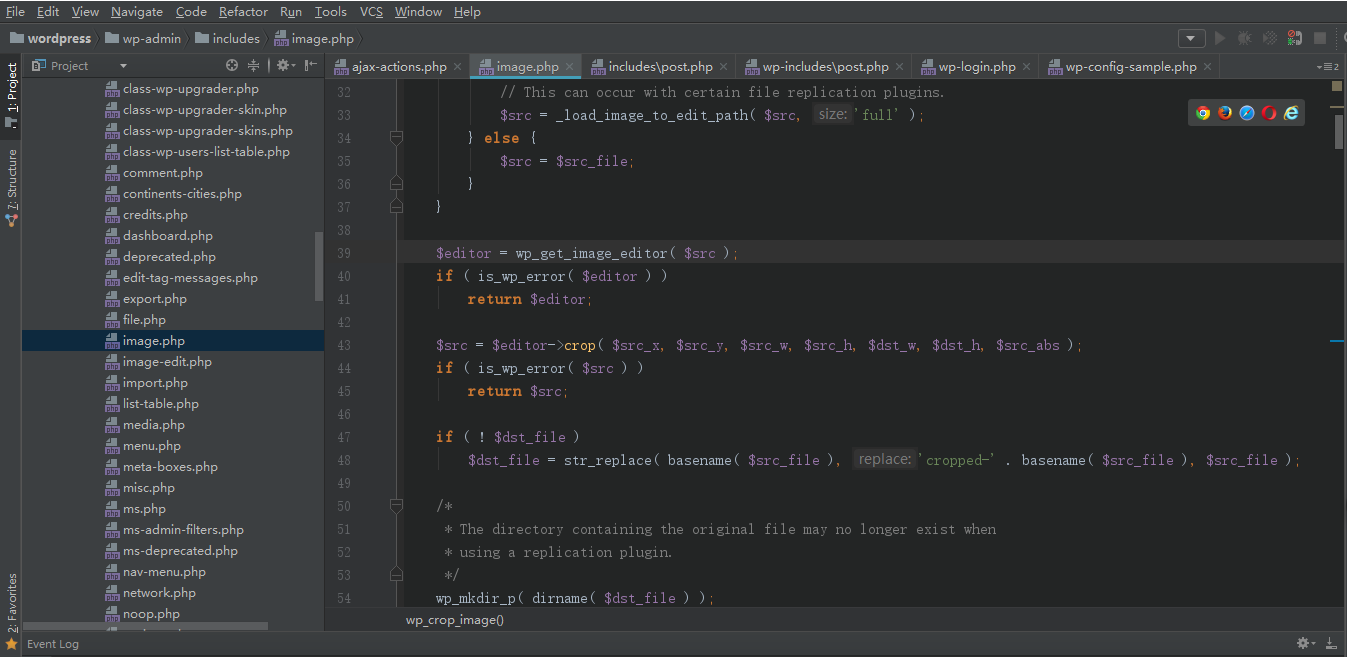 File Edit View Navigate Code Refactor Run Tools VCS Window Help
wordpress wp-admin includes image.php
1: Project
7: Structure
2: Favorites
Project
class-wp-upgrader.php
class-wp-upgrader-skin.php
class-wp-upgrader-skins.php
class-wp-users-list-table.php
comment.php
continents-cities.php
credits.php
dashboard.php
deprecated.php
edit-tag-messages.php
export.php
file.php
image.php
image-edit.php
import.php
list-table.php
media.php
menu.php
meta-boxes.php
misc.php
ms.php
ms-admin-filters.php
ms-deprecated.php
nav-menu.php
network.php
noop.php
ajax-actions.php image.php includes\post.php wp-includes\post.php wp-login.php wp-config-sample.php 2
32 // This can occur with certain file replication plugins.
33 $src = _load_image_to_edit_path( $src, size: 'full' );
34 } else {
35 $src = $src_file;
36 }
37 }
38
39 $editor = wp_get_image_editor( $src );
40 if ( is_wp_error( $editor ) )
41 return $editor;
42
43 $src = $editor->crop( $src_x, $src_y, $src_w, $src_h, $dst_w, $dst_h, $src_abs );
44 if ( is_wp_error( $src ) )
45 return $src;
46
47 if ( ! $dst_file )
48 $dst_file = str_replace( basename( $src_file ), replace: 'cropped-' . basename( $src_file ), $src_file );
49
50 /*
51 * The directory containing the original file may no longer exist when
52 * using a replication plugin.
53 */
54 wp_mkdir_p( dirname( $dst_file ) );
wp_crop_image()
Event Log